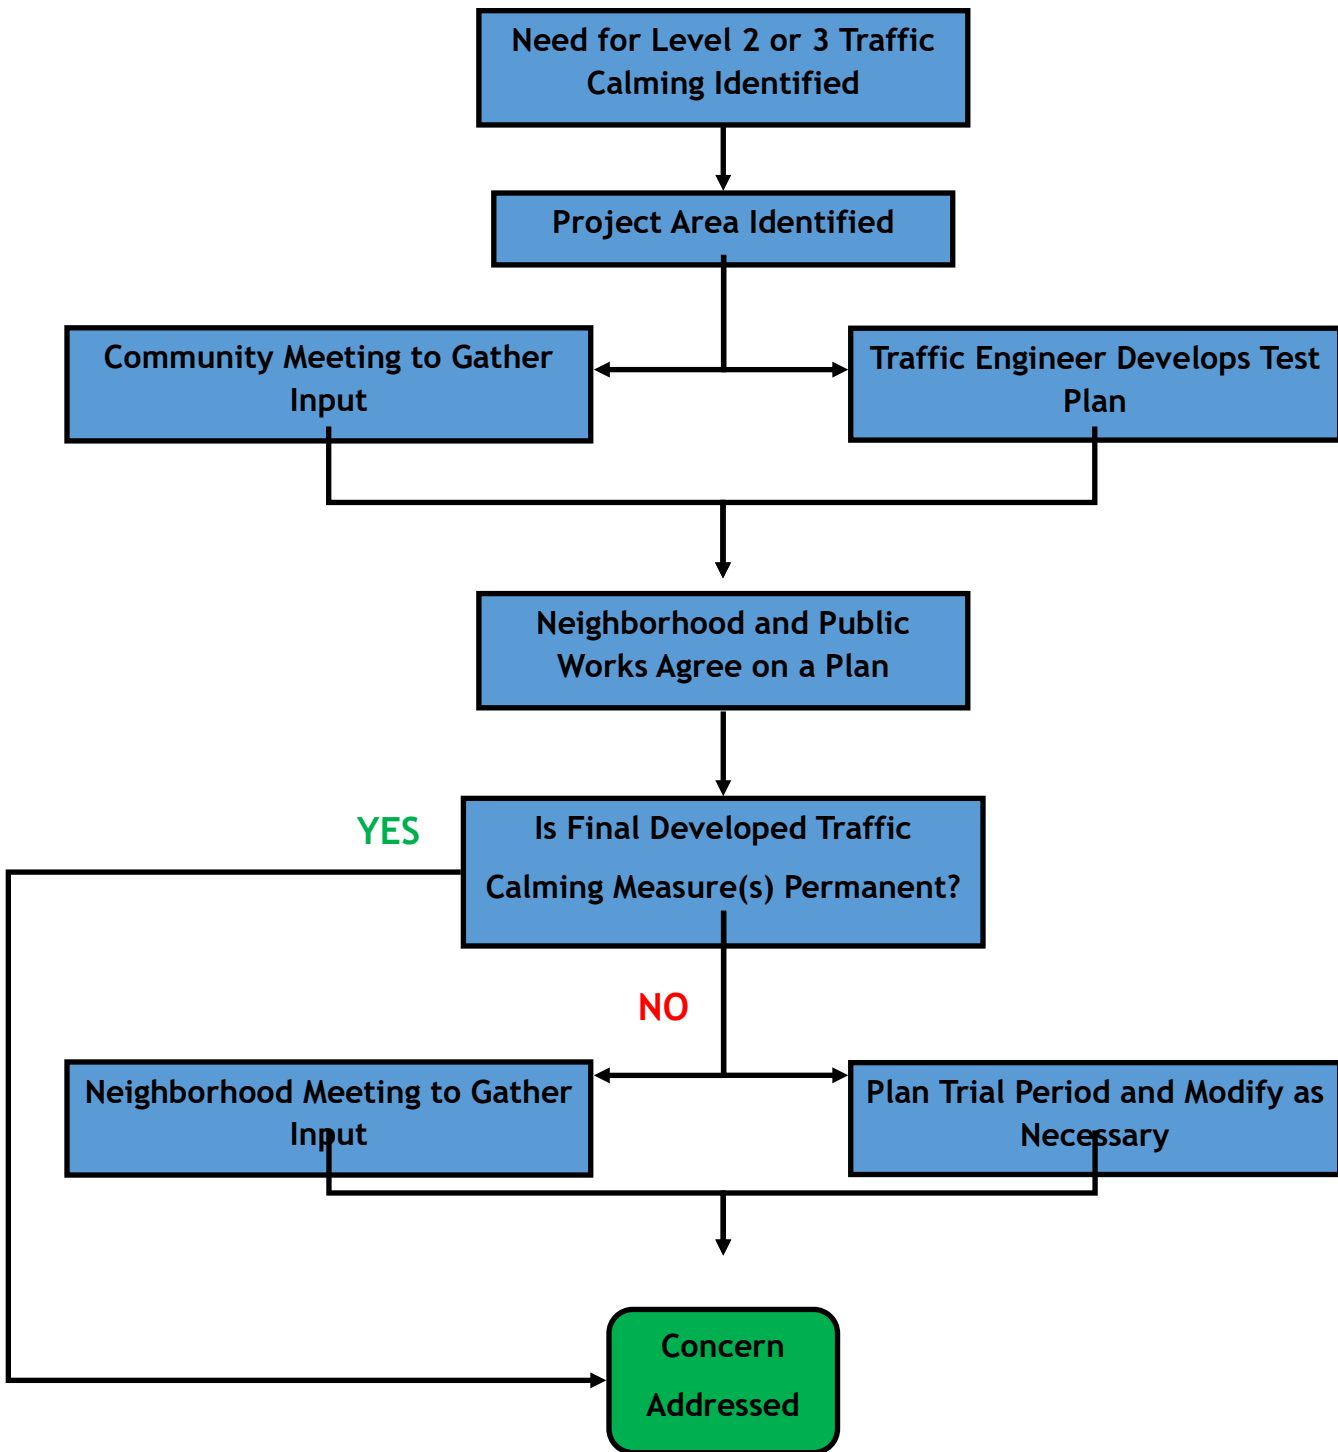 Need for Level 2 or 3 Traffic
Calming Identified
Project Area Identified
Community Meeting to Gather
Input
Traffic Engineer Develops Test
Plan
Neighborhood and Public
Works Agree on a Plan
YES
Is Final Developed Traffic
Calming Measure(s) Permanent?
NO
Neighborhood Meeting to Gather
Input
Plan Trial Period and Modify as
Necessary
Concern
Addressed